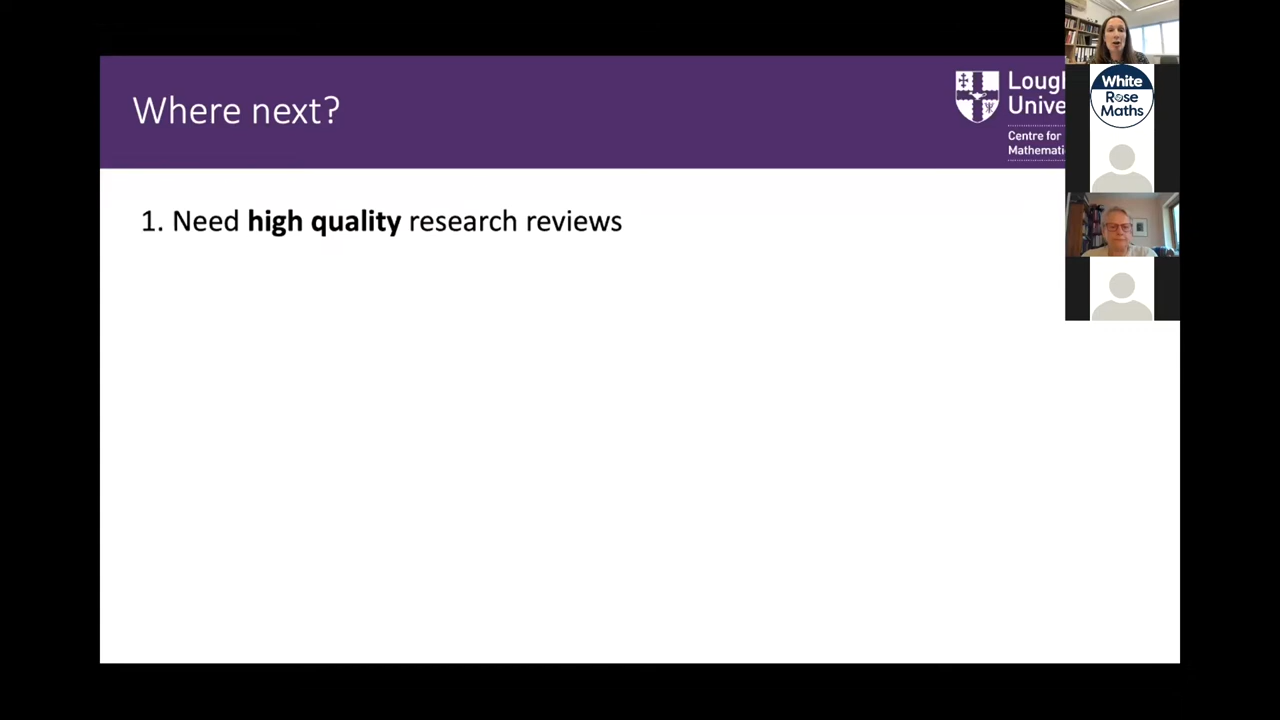 Where next?
Lough
Unive
Centre for
Mathemati
1. Need high quality research reviews
White
Rose
Maths